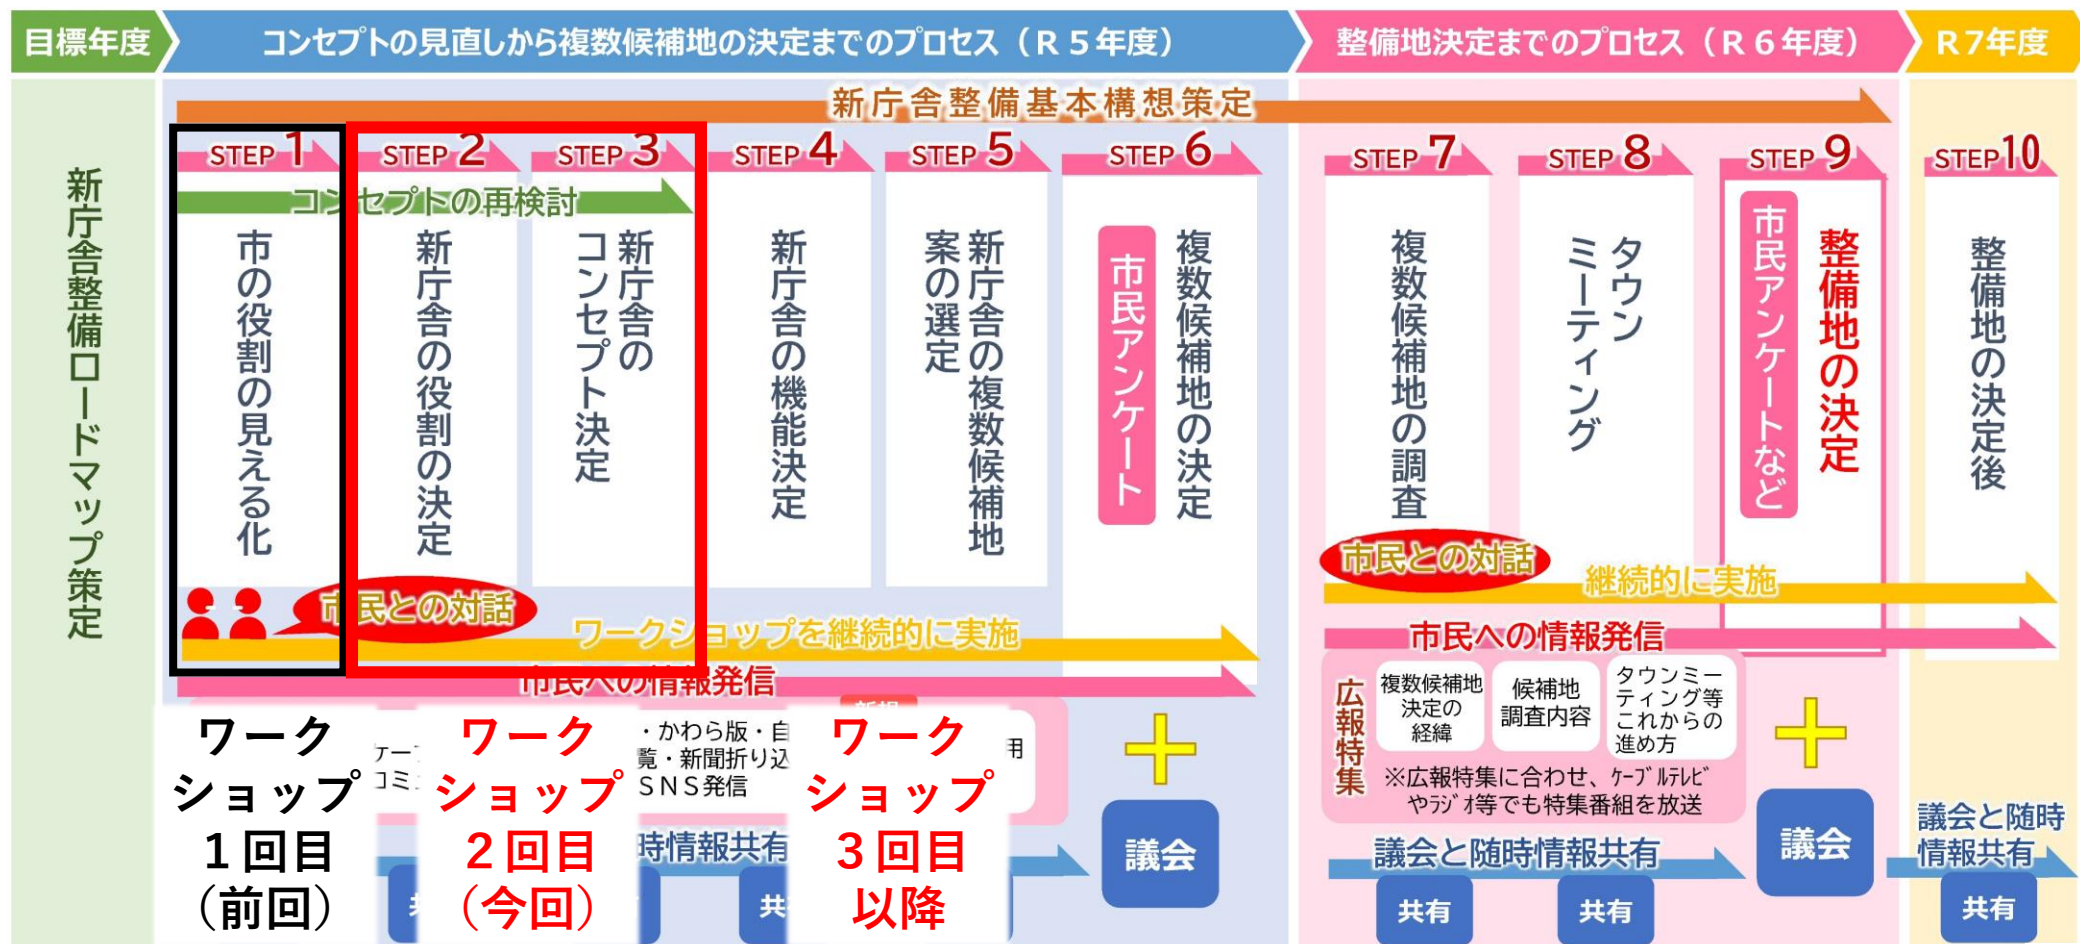 目標年度
コンセプトの見直しから複数候補地の決定までのプロセス（Ｒ５年度）
整備地決定までのプロセス（Ｒ６年度）
Ｒ7年度
新庁舎整備ロードマップ策定
新庁舎整備基本構想策定
STEP 1
STEP 2
STEP 3
STEP 4
STEP 5
STEP 6
STEP 7
STEP 8
STEP 9
STEP10
コンセプトの再検討
市の役割の見える化
新庁舎の役割の決定
新庁舎の
コンセプト決定
新庁舎の機能決定
新庁舎の複数候補地
案の選定
複数候補地の決定
市民アンケート
複数候補地の調査
タウン
ミーティング
整備地の決定
市民アンケートなど
整備地の決定後
市民との対話
ワークショップを継続的に実施
市民への情報発信
市民との対話
継続的に実施
市民への情報発信
広報特集
複数候補地
決定の
経緯
候補地
調査内容
タウンミー
ティング等
これからの
進め方
※広報特集に合わせ、ｹｰﾌﾞﾙﾃﾚﾋﾞ
やﾗｼﾞｵ等でも特集番組を放送
ワーク
ショップ
１回目
（前回）
ワーク
ショップ
２回目
（今回）
ワーク
ショップ
３回目
以降
・かわら版・自
覧・新聞折り込
ＳＮＳ発信
用
時情報共有
共
＋
議会
議会と随時情報共有
共有
共有
＋
議会
議会と随時
情報共有
共有